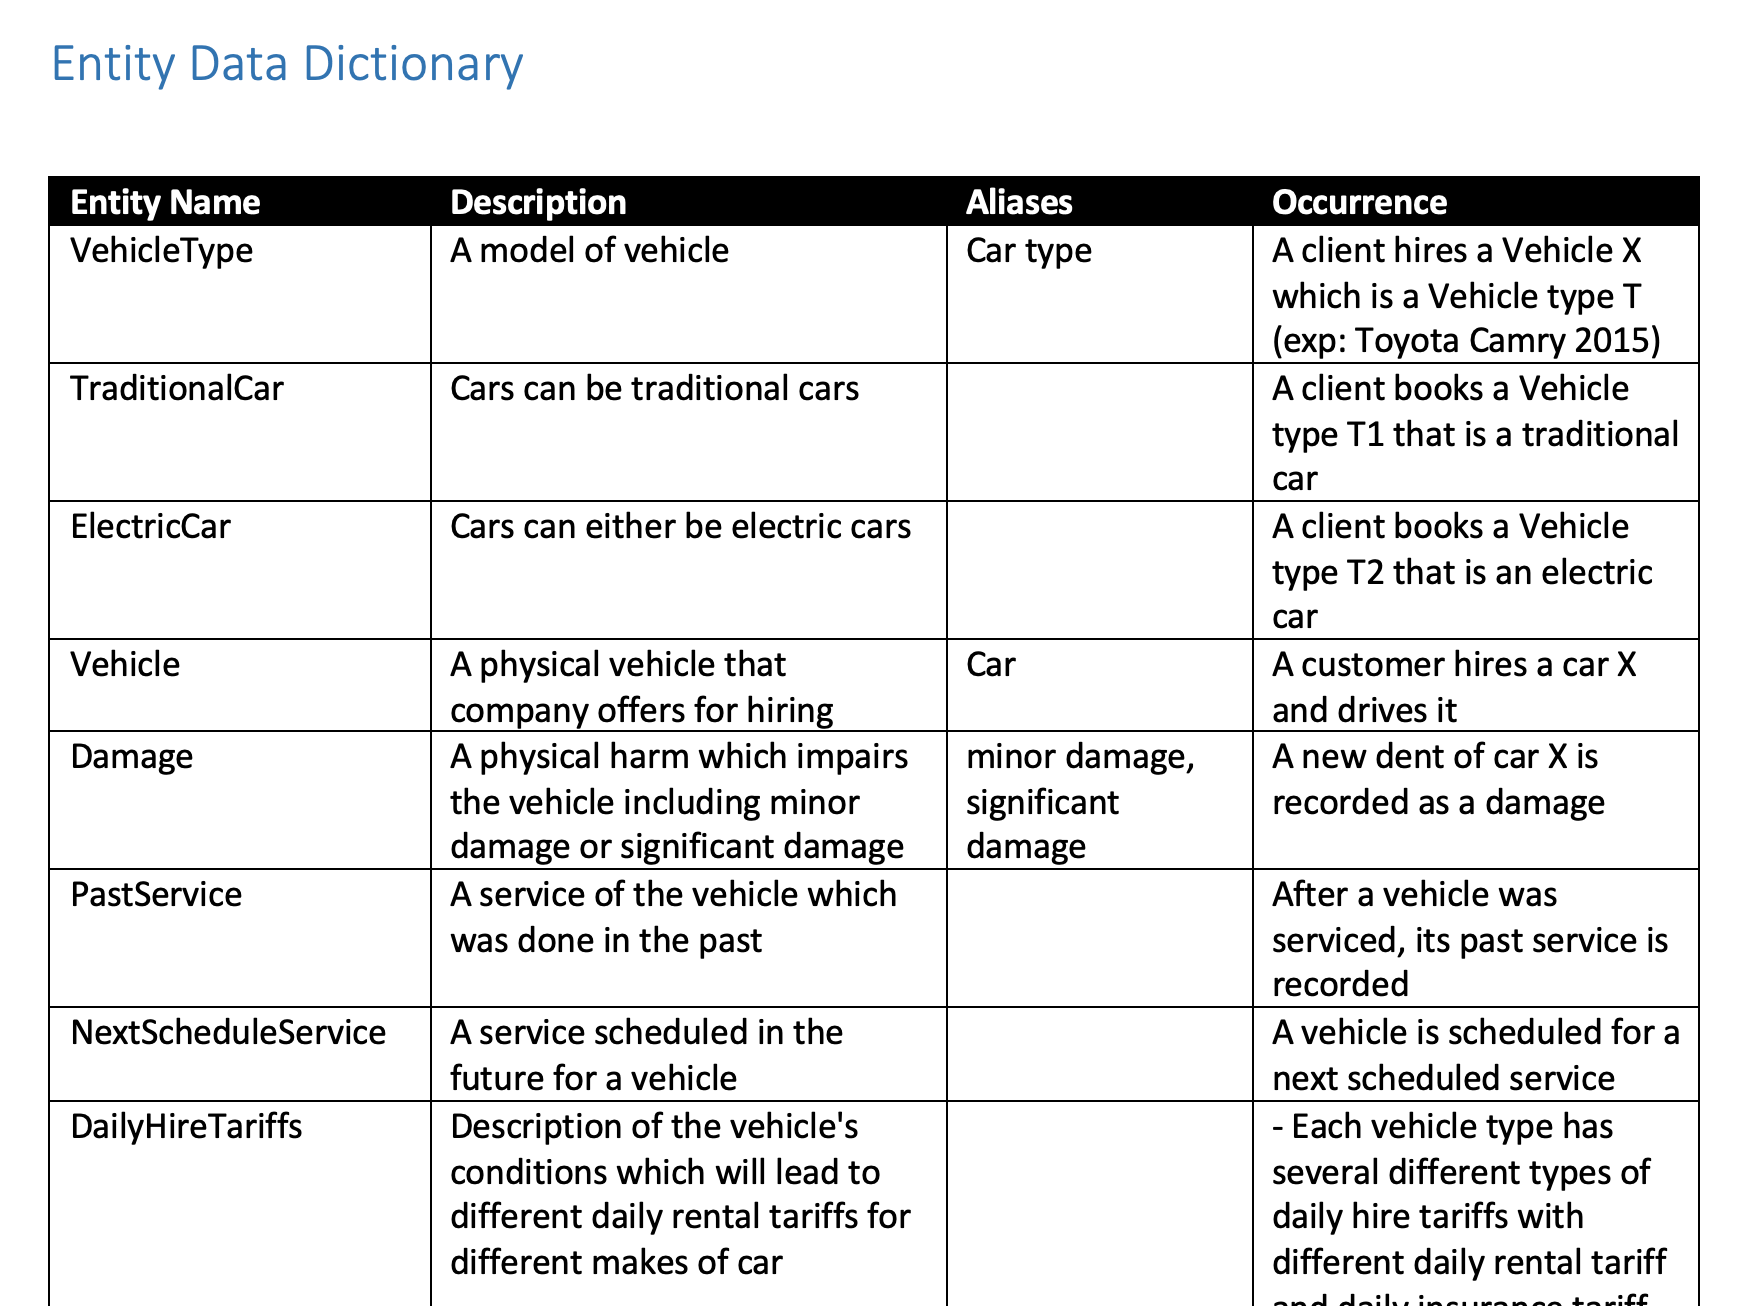 Entity Data Dictionary
Entity Name Description Aliases Occurrence
VehicleType A model of vehicle Car type A client hires a Vehicle X
which is a Vehicle type T
(exp: Toyota Camry 2015)
TraditionalCar Cars can be traditional cars A client books a Vehicle
type T1 that is a traditional
car
ElectricCar Cars can either be electric cars A client books a Vehicle
type T2 that is an electric
car
Vehicle A physical vehicle that Car A customer hires a car X
company offers for hiring and drives it
Damage A physical harm which impairs minor damage, A new dent of car X is
the vehicle including minor significant recorded as a damage
damage or significant damage damage
PastService A service of the vehicle which After a vehicle was
was done in the past serviced, its past service is
recorded
NextScheduleService A service scheduled in the A vehicle is scheduled for a
future for a vehicle next scheduled service
DailyHireTariffs Description of the vehicle's - Each vehicle type has
conditions which will lead to several different types of
different daily rental tariffs for daily hire tariffs with
different makes of car different daily rental tariff
and daily insurance tariff